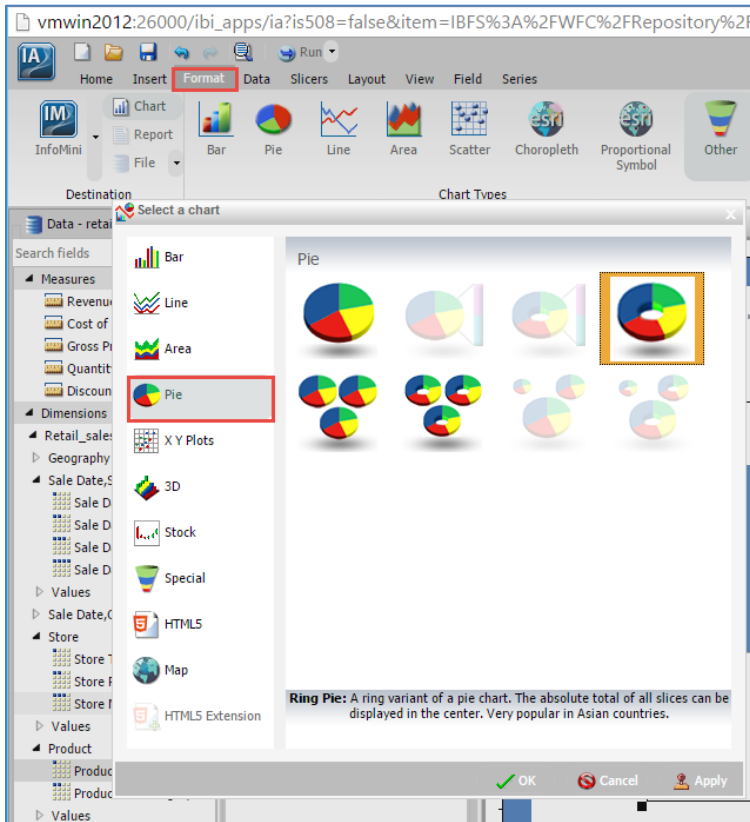 vmwin2012:26000/ibi_apps/ia?is508=false&item=IBFS%3A%2FWFC%2FRepository%2F
IA
Run
Home Insert Format Data Slicers Layout View Field Series
IM
InfoMini
Chart
Report
File
Bar Pie Line Area Scatter Choropleth Proportional Symbol Other
esri esri
Destination
Chart Types
Data - retai
Search fields
Measures
Revenu
Cost of
Gross Pr
Quantit
Discoun
Dimensions
Retail_sales
Geography
Sale Date,S
Sale D
Sale D
Sale D
Sale D
Values
Sale Date,C
Store
Store T
Store
Store
Values
Product
Produc
Produc
Values
Select a chart
Bar
Line
Area
Pie
X Y Plots
3D
Stock
Special
HTML5
Map
HTML5 Extension
Pie
Ring Pie: A ring variant of a pie chart. The absolute total of all slices can be
displayed in the center. Very popular in Asian countries.
OK Cancel Apply